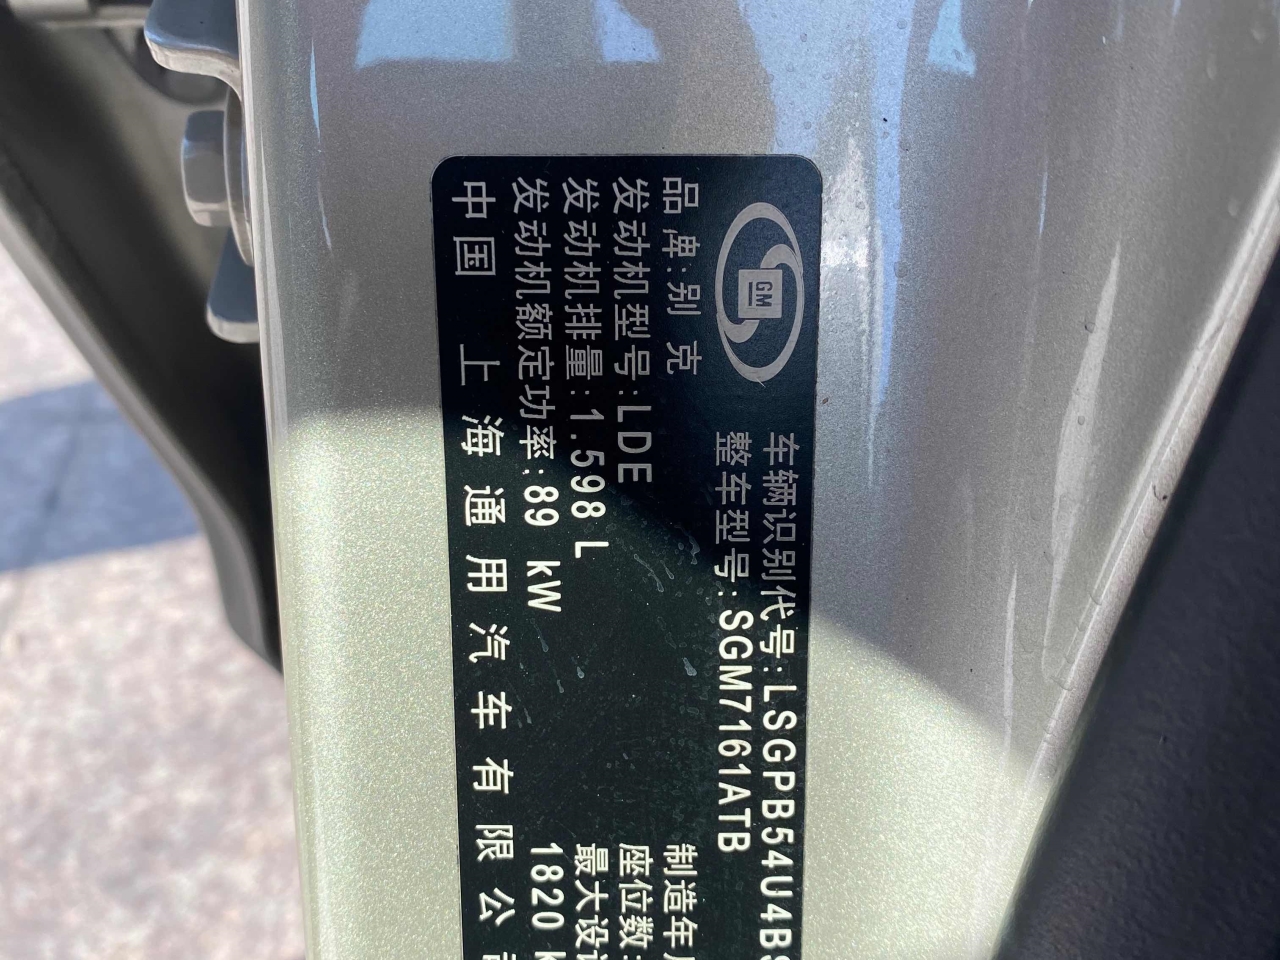 GM
车辆识别代号:LSGPB54U4B
整车型号:SGM7161ATB
品牌:别克
发动机型号:LDE
制造年
发动机排量:1.598 L
座位数:
发动机额定功率:89 kW
最大设
1820 k
中国 上海通用汽车有限公